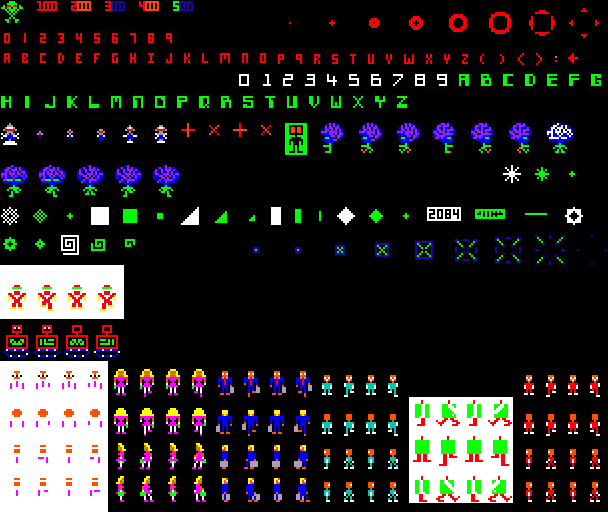 1000 2000 3000 4000 5000
0 1 2 3 4 5 6 7 8 9
A B C D E F G H I J K L M N O P Q R S T U V W X Y Z ( ) < > :
0 1 2 3 4 5 6 7 8 9 A B C D E F G
H I J K L M N O P Q R S T U V W X Y Z
2084